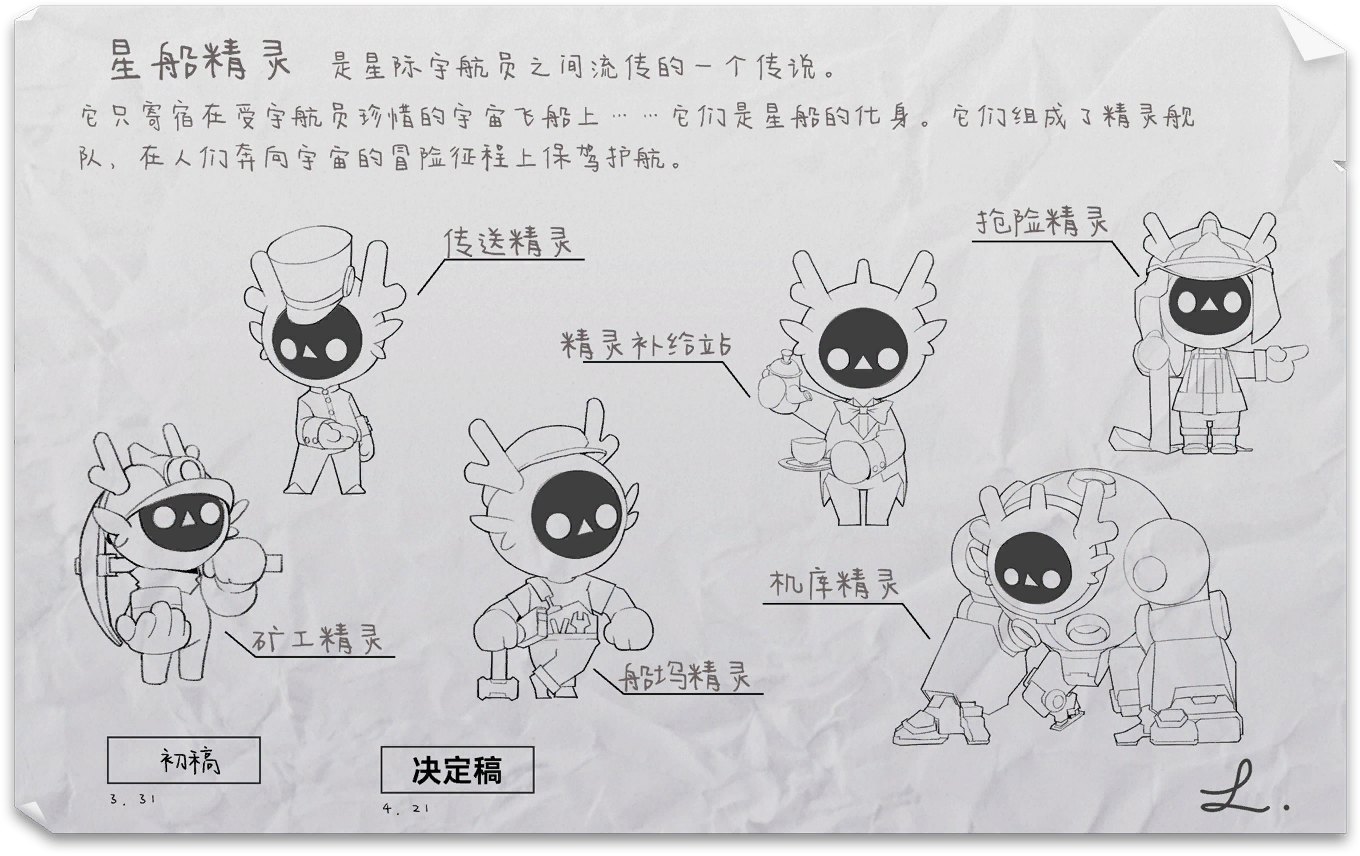 星船精灵 是星际宇航员之间流传的一个传说。
它只寄宿在受宇航员珍惜的宇宙飞船上……它们是星船的化身。它们组成了精灵舰
队，在人们奔向宇宙的冒险征程上保驾护航。
传送精灵
抢险精灵
精灵补给站
机库精灵
矿工精灵
船坞精灵
初稿
3.31
决定稿
4.21
L.